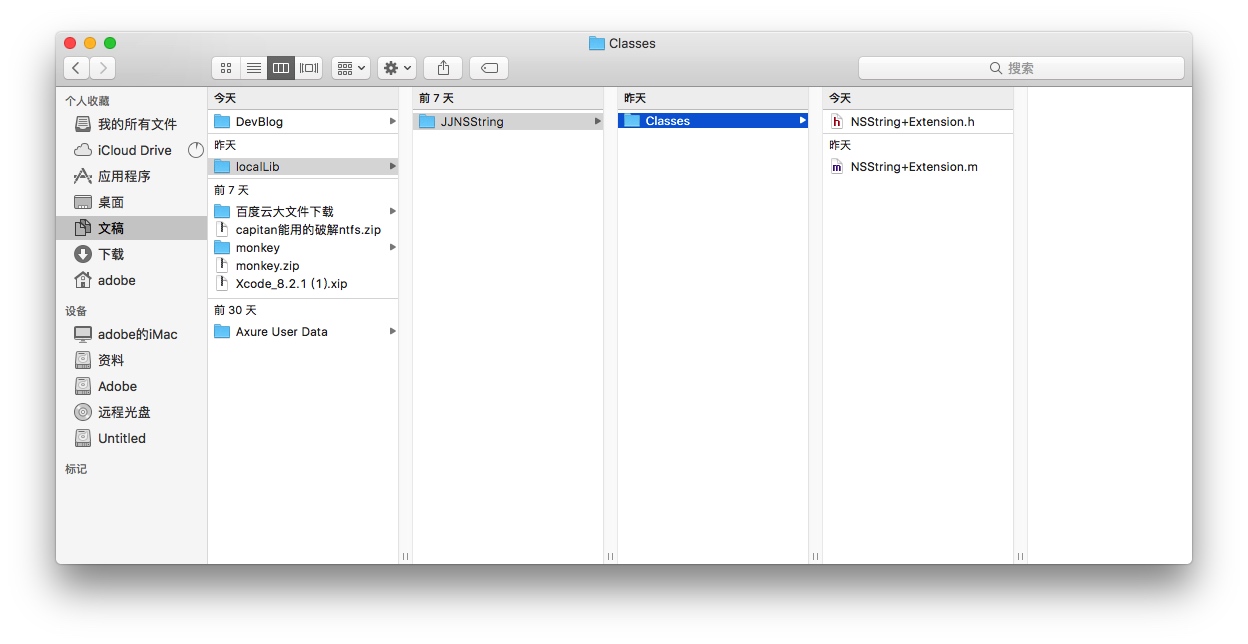 Classes
搜索
个人收藏
我的所有文件
iCloud Drive
应用程序
桌面
文稿
下载
adobe
设备
adobe的iMac
资料
Adobe
远程光盘
Untitled
标记
今天
DevBlog
昨天
localLib
前 7 天
百度云大文件下载
capitan能用的破解ntfs.zip
monkey
monkey.zip
Xcode_8.2.1 (1).xip
前 30 天
Axure User Data
前 7 天
JJNSString
昨天
Classes
今天
h NSString+Extension.h
昨天
m NSString+Extension.m